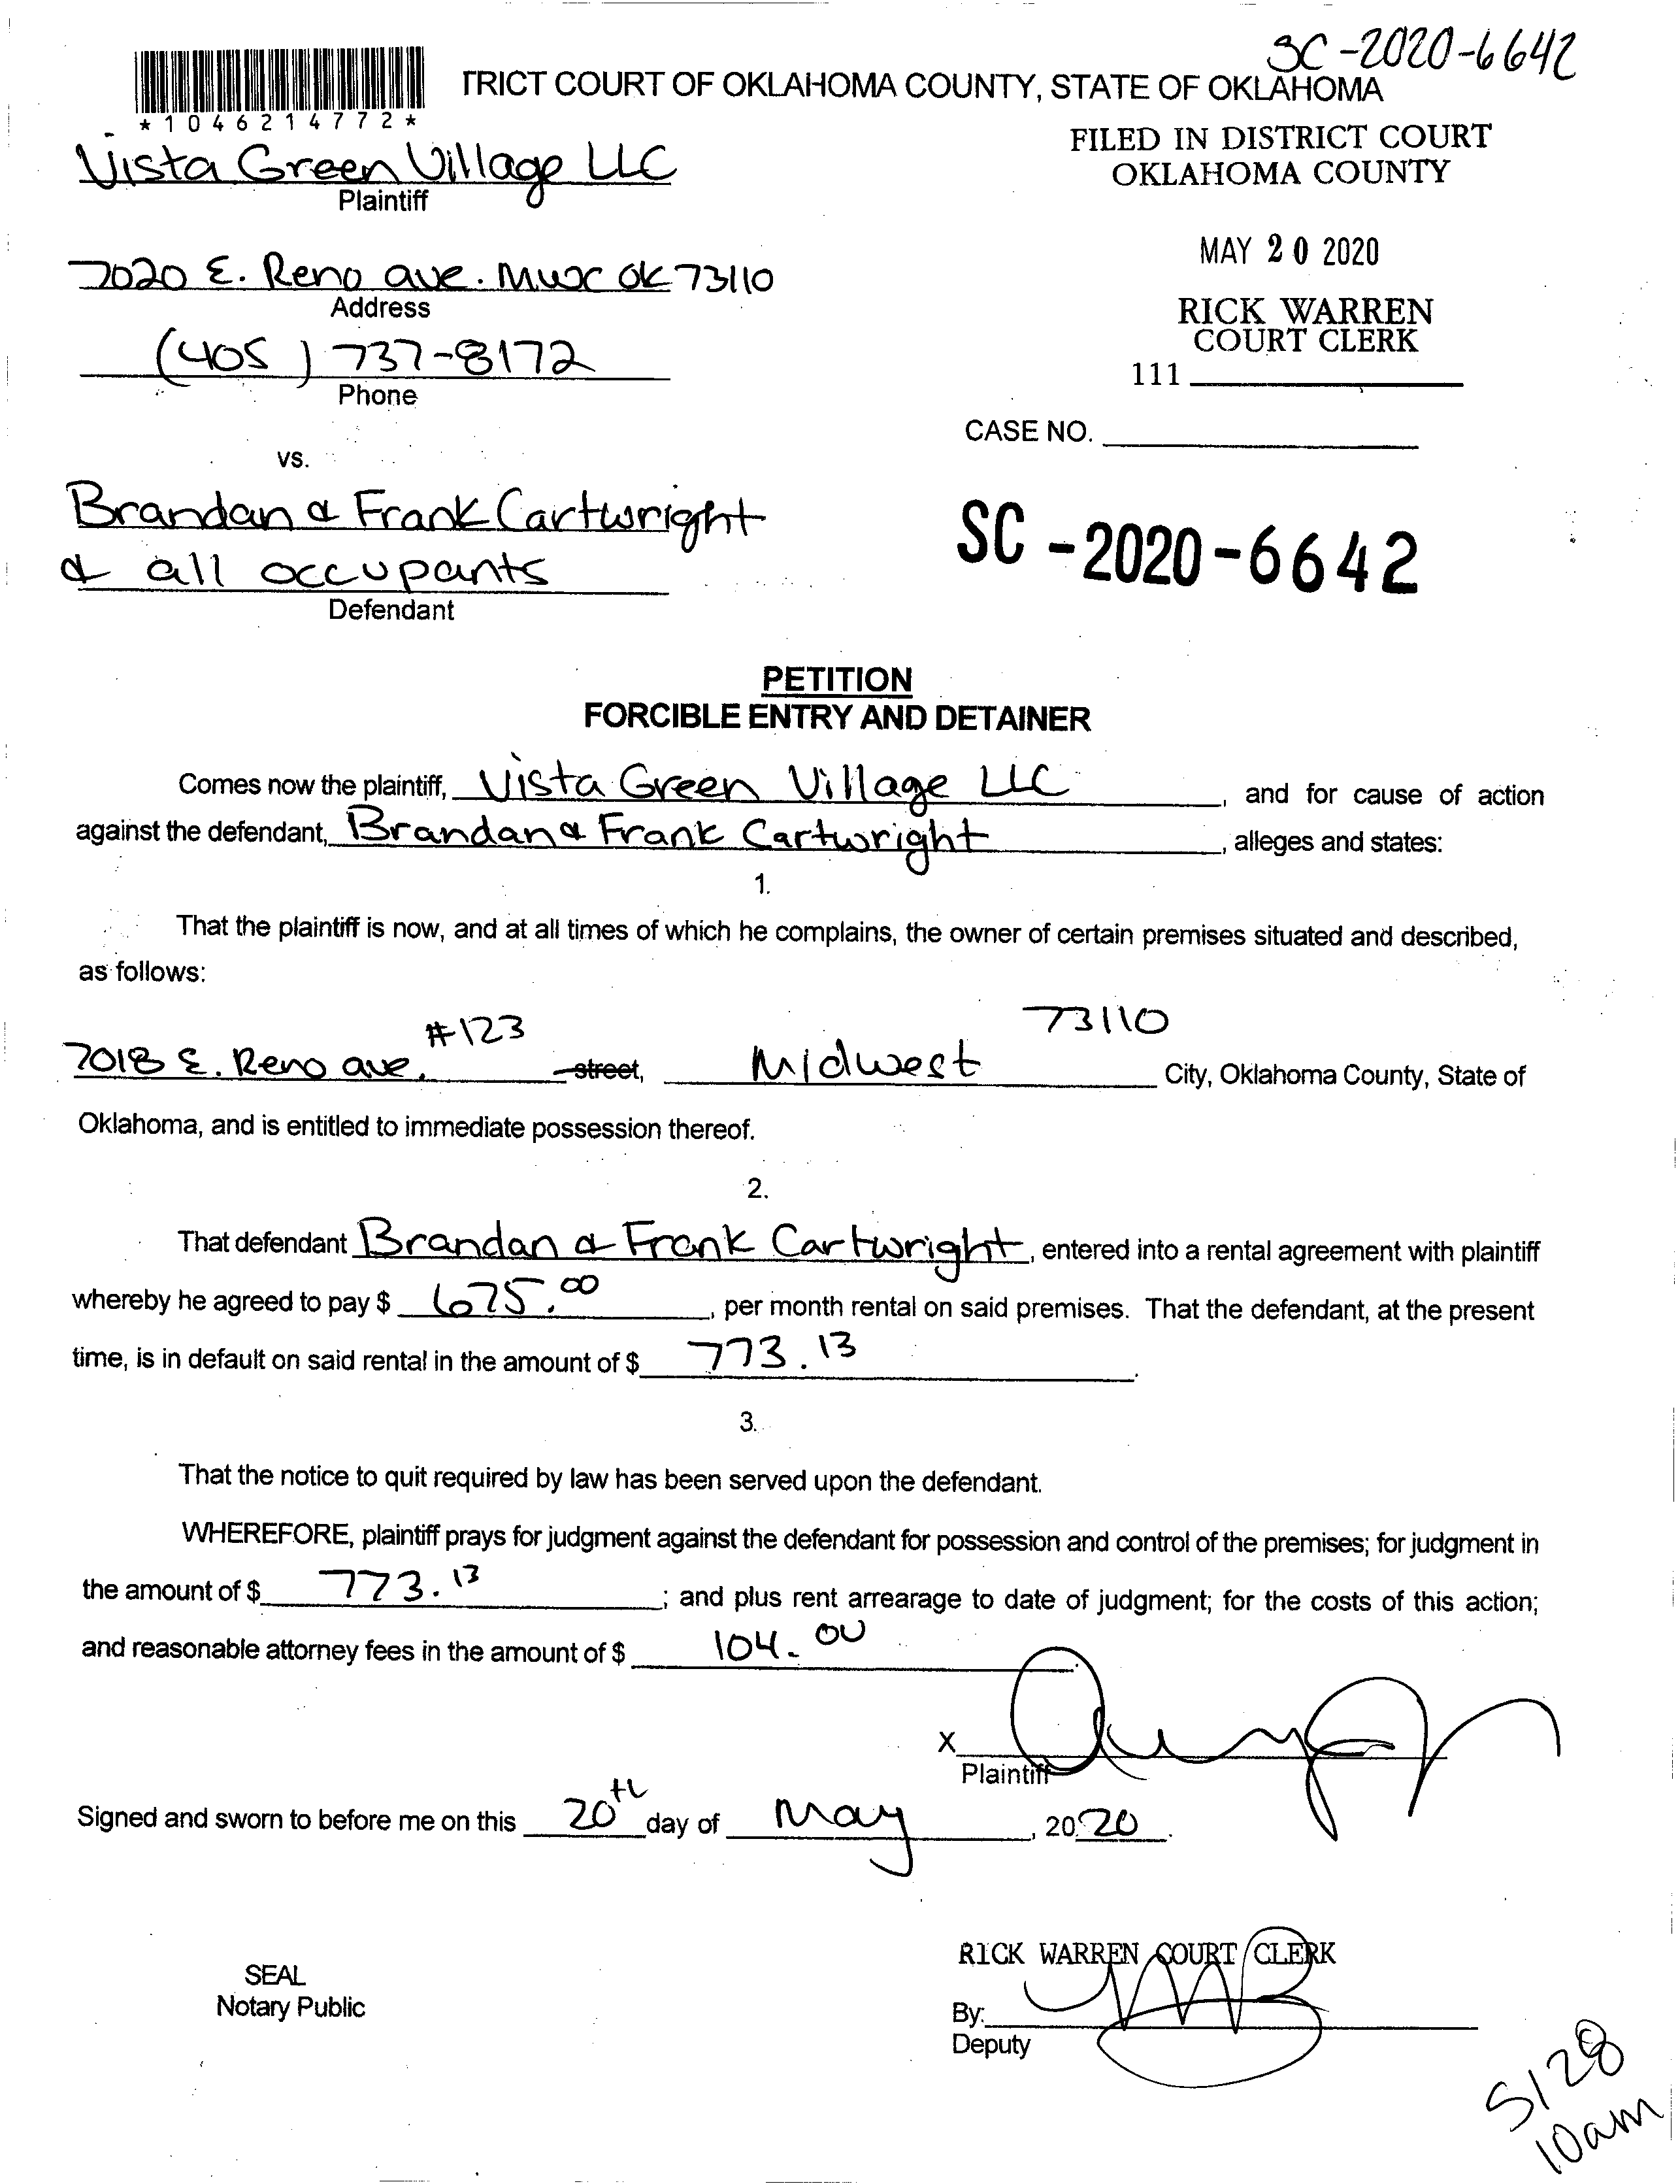 SC-2020-6642
TRICT COURT OF OKLAHOMA COUNTY, STATE OF OKLAHOMA
*1046214772*
FILED IN DISTRICT COURT
OKLAHOMA COUNTY
Vista Green Village LLC
Plaintiff
MAY 20 2020
7020 E. Reno ave. MWC OK 73110
Address
RICK WARREN
COURT CLERK
(405) 737-8172
Phone
111
CASE NO.
vs.
Brandan & Frank Cartwright
& all occupants
Defendant
SC-2020-6642
PETITION
FORCIBLE ENTRY AND DETAINER
Comes now the plaintiff, Vista Green Village LLC, and for cause of action
against the defendant, Brandan & Frank Cartwright, alleges and states:
1.
That the plaintiff is now, and at all times of which he complains, the owner of certain premises situated and described,
as follows:
7018 E. Reno ave. #123 street, Midwest 73110 City, Oklahoma County, State of
Oklahoma, and is entitled to immediate possession thereof.
2.
That defendant Brandan & Frank Cartwright, entered into a rental agreement with plaintiff
whereby he agreed to pay $ 675.00, per month rental on said premises. That the defendant, at the present
time, is in default on said rental in the amount of $ 773.13.
3.
That the notice to quit required by law has been served upon the defendant.
WHEREFORE, plaintiff prays for judgment against the defendant for possession and control of the premises; for judgment in
the amount of $ 773.13; and plus rent arrearage to date of judgment; for the costs of this action;
and reasonable attorney fees in the amount of $ 104.00.
X
Plaintiff
Signed and sworn to before me on this 20th day of May, 2020.
RICK WARREN COURT CLERK
SEAL
Notary Public
By:
Deputy
5/28
10am